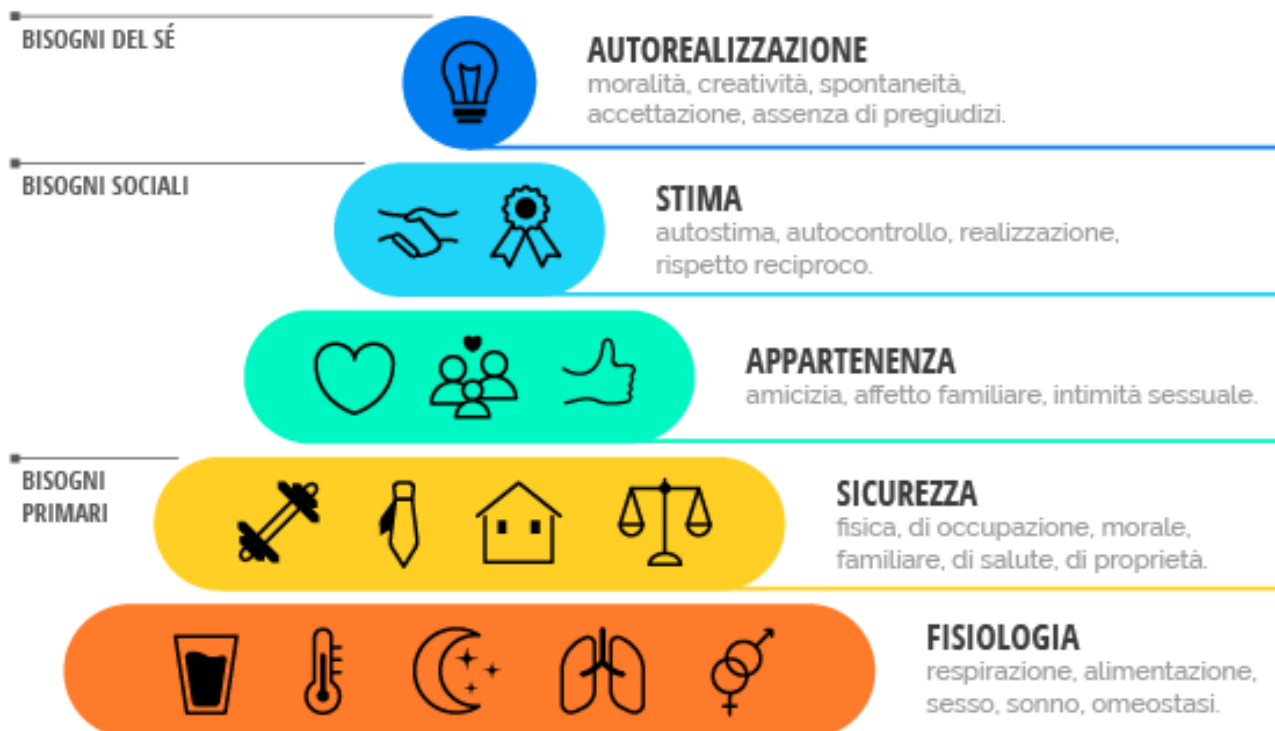 BISOGNI DEL SÉ
AUTOREALIZZAZIONE
moralità, creatività, spontaneità,
accettazione, assenza di pregiudizi.
BISOGNI SOCIALI
STIMA
autostima, autocontrollo, realizzazione,
rispetto reciproco.
APPARTENENZA
amicizia, affetto familiare, intimità sessuale.
BISOGNI
PRIMARI
SICUREZZA
fisica, di occupazione, morale,
familiare, di salute, di proprietà.
FISIOLOGIA
respirazione, alimentazione,
sesso, sonno, omeostasi.